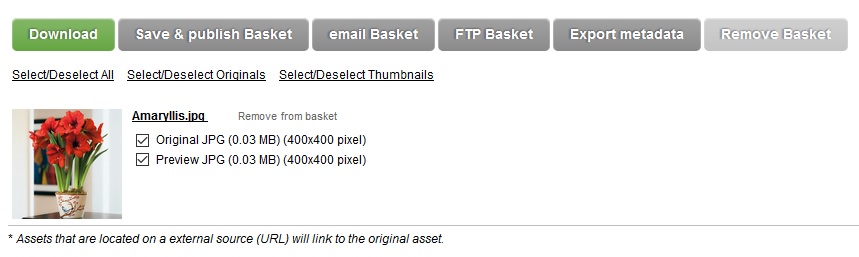 Download Save & publish Basket email Basket FTP Basket Export metadata Remove Basket
Select/Deselect All Select/Deselect Originals Select/Deselect Thumbnails
Amaryllis.jpg Remove from basket
Original JPG (0.03 MB) (400x400 pixel)
Preview JPG (0.03 MB) (400x400 pixel)
* Assets that are located on a external source (URL) will link to the original asset.